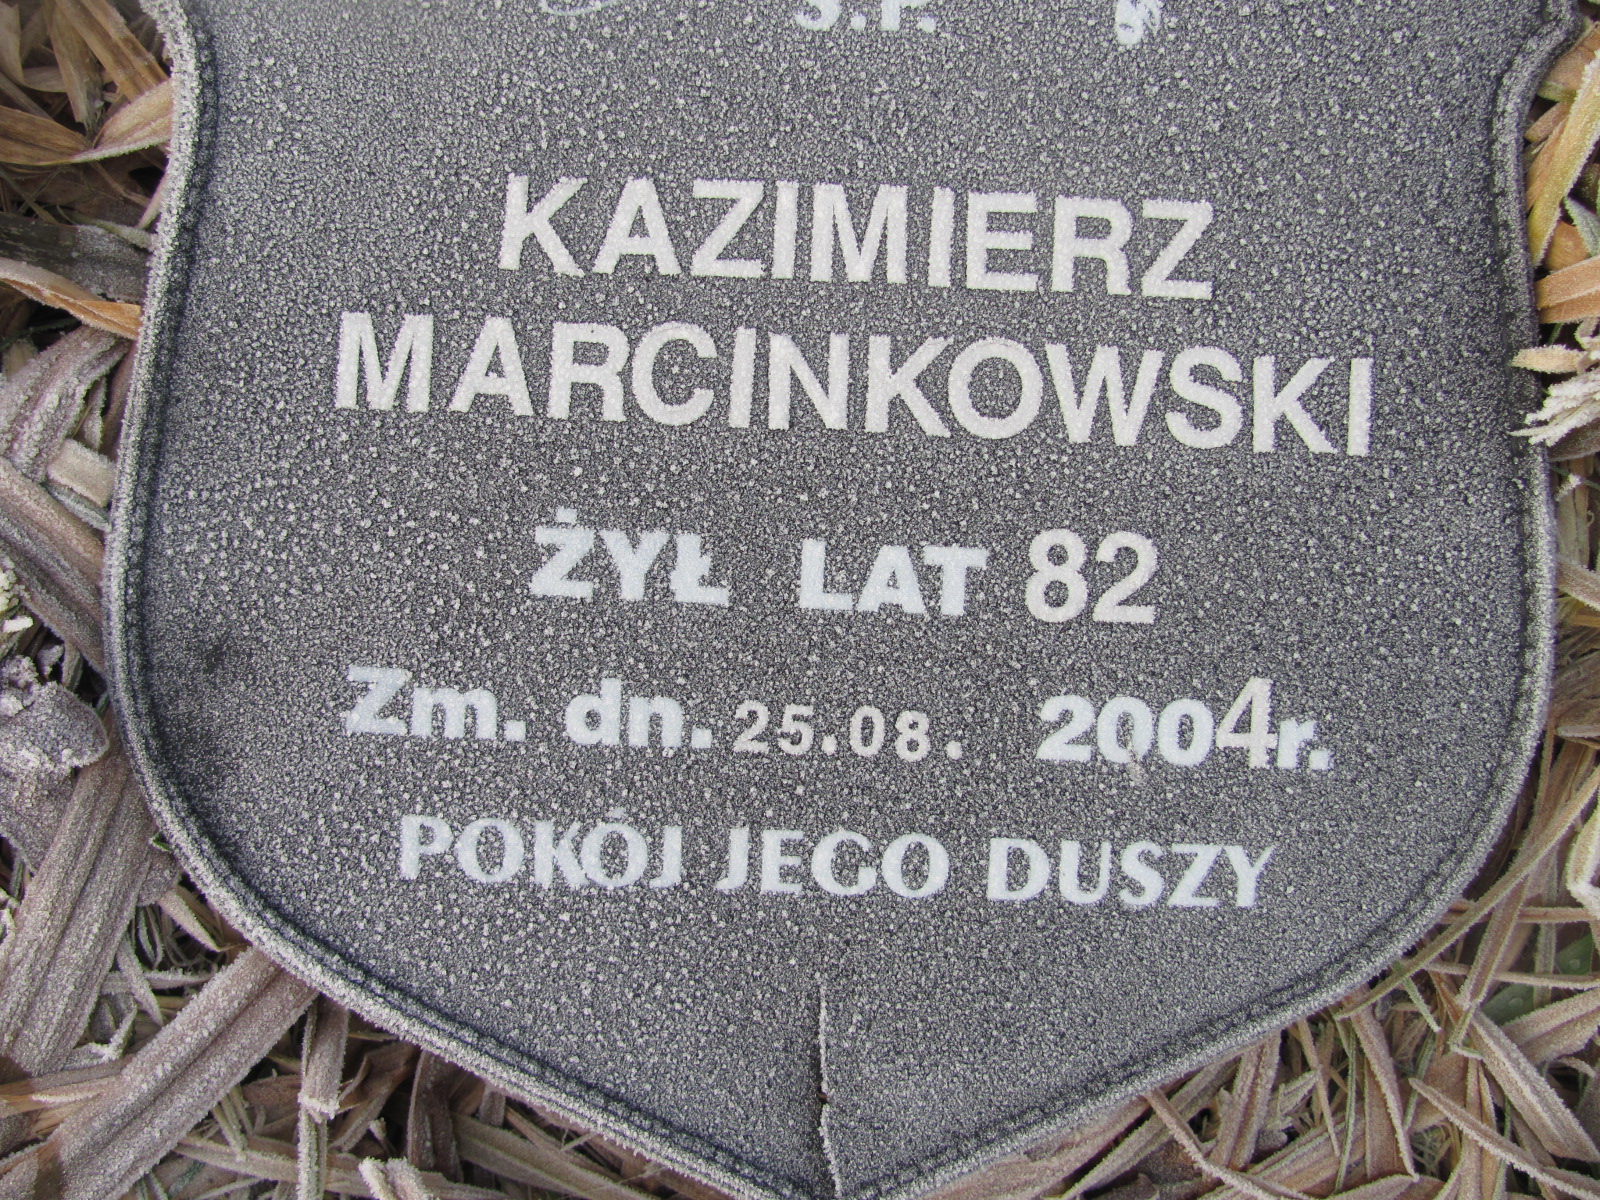 Ś.P.
KAZIMIERZ
MARCINKOWSKI
ŻYŁ LAT 82
Zm. dn. 25.08. 2004r.
POKÓJ JEGO DUSZY